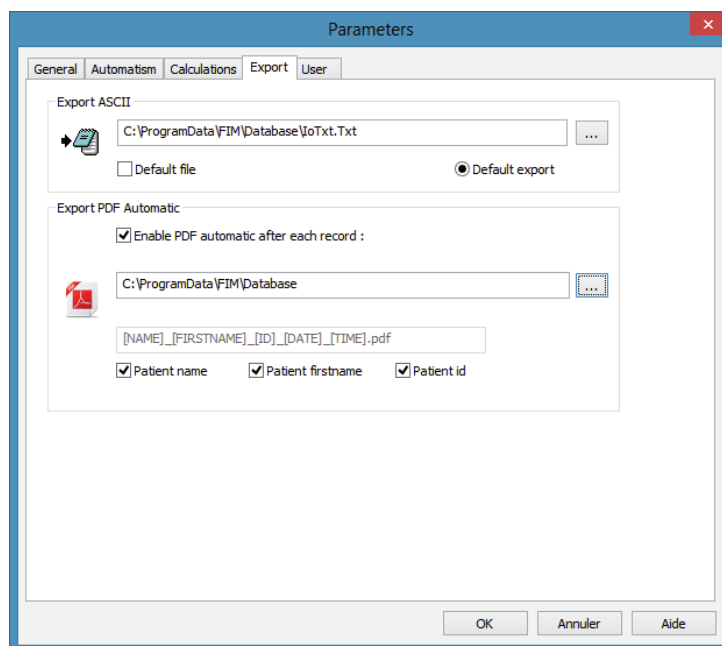 Parameters
General Automatism Calculations Export User
Export ASCII
C:\ProgramData\FIM\Database\IoTxt.Txt ...
Default file Default export
Export PDF Automatic
Enable PDF automatic after each record :
C:\ProgramData\FIM\Database ...
[NAME]_[FIRSTNAME]_[ID]_[DATE]_[TIME].pdf
Patient name Patient firstname Patient id
OK Annuler Aide